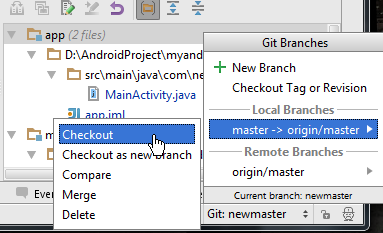 (2 files)
app (2 files)
D:\AndroidProject\myand
src\main\java\com\ne
MainActivity.java
app.iml
m
Git Branches
New Branch
Checkout Tag or Revision
Local Branches
master -> origin/master
Remote Branches
origin/master
Current branch: newmaster
Checkout
Checkout as new branch
Compare
Merge
Delete
Even
Git: newmaster